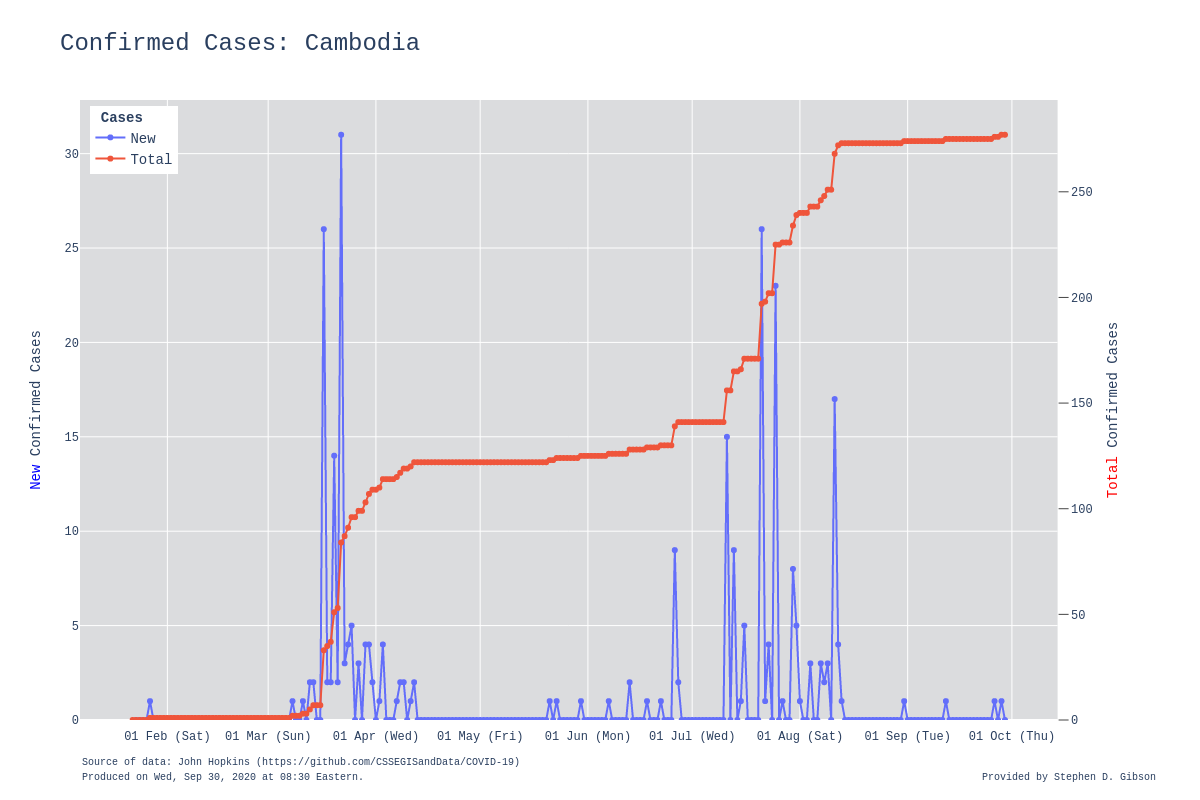 Confirmed Cases: Cambodia
Cases
New
Total
30
25
20
15
10
5
0
250
200
150
100
50
0
New Confirmed Cases
Total Confirmed Cases
01 Feb (Sat) 01 Mar (Sun) 01 Apr (Wed) 01 May (Fri) 01 Jun (Mon) 01 Jul (Wed) 01 Aug (Sat) 01 Sep (Tue) 01 Oct (Thu)
Source of data: John Hopkins (https://github.com/CSSEGISandData/COVID-19)
Produced on Wed, Sep 30, 2020 at 08:30 Eastern.
Provided by Stephen D. Gibson